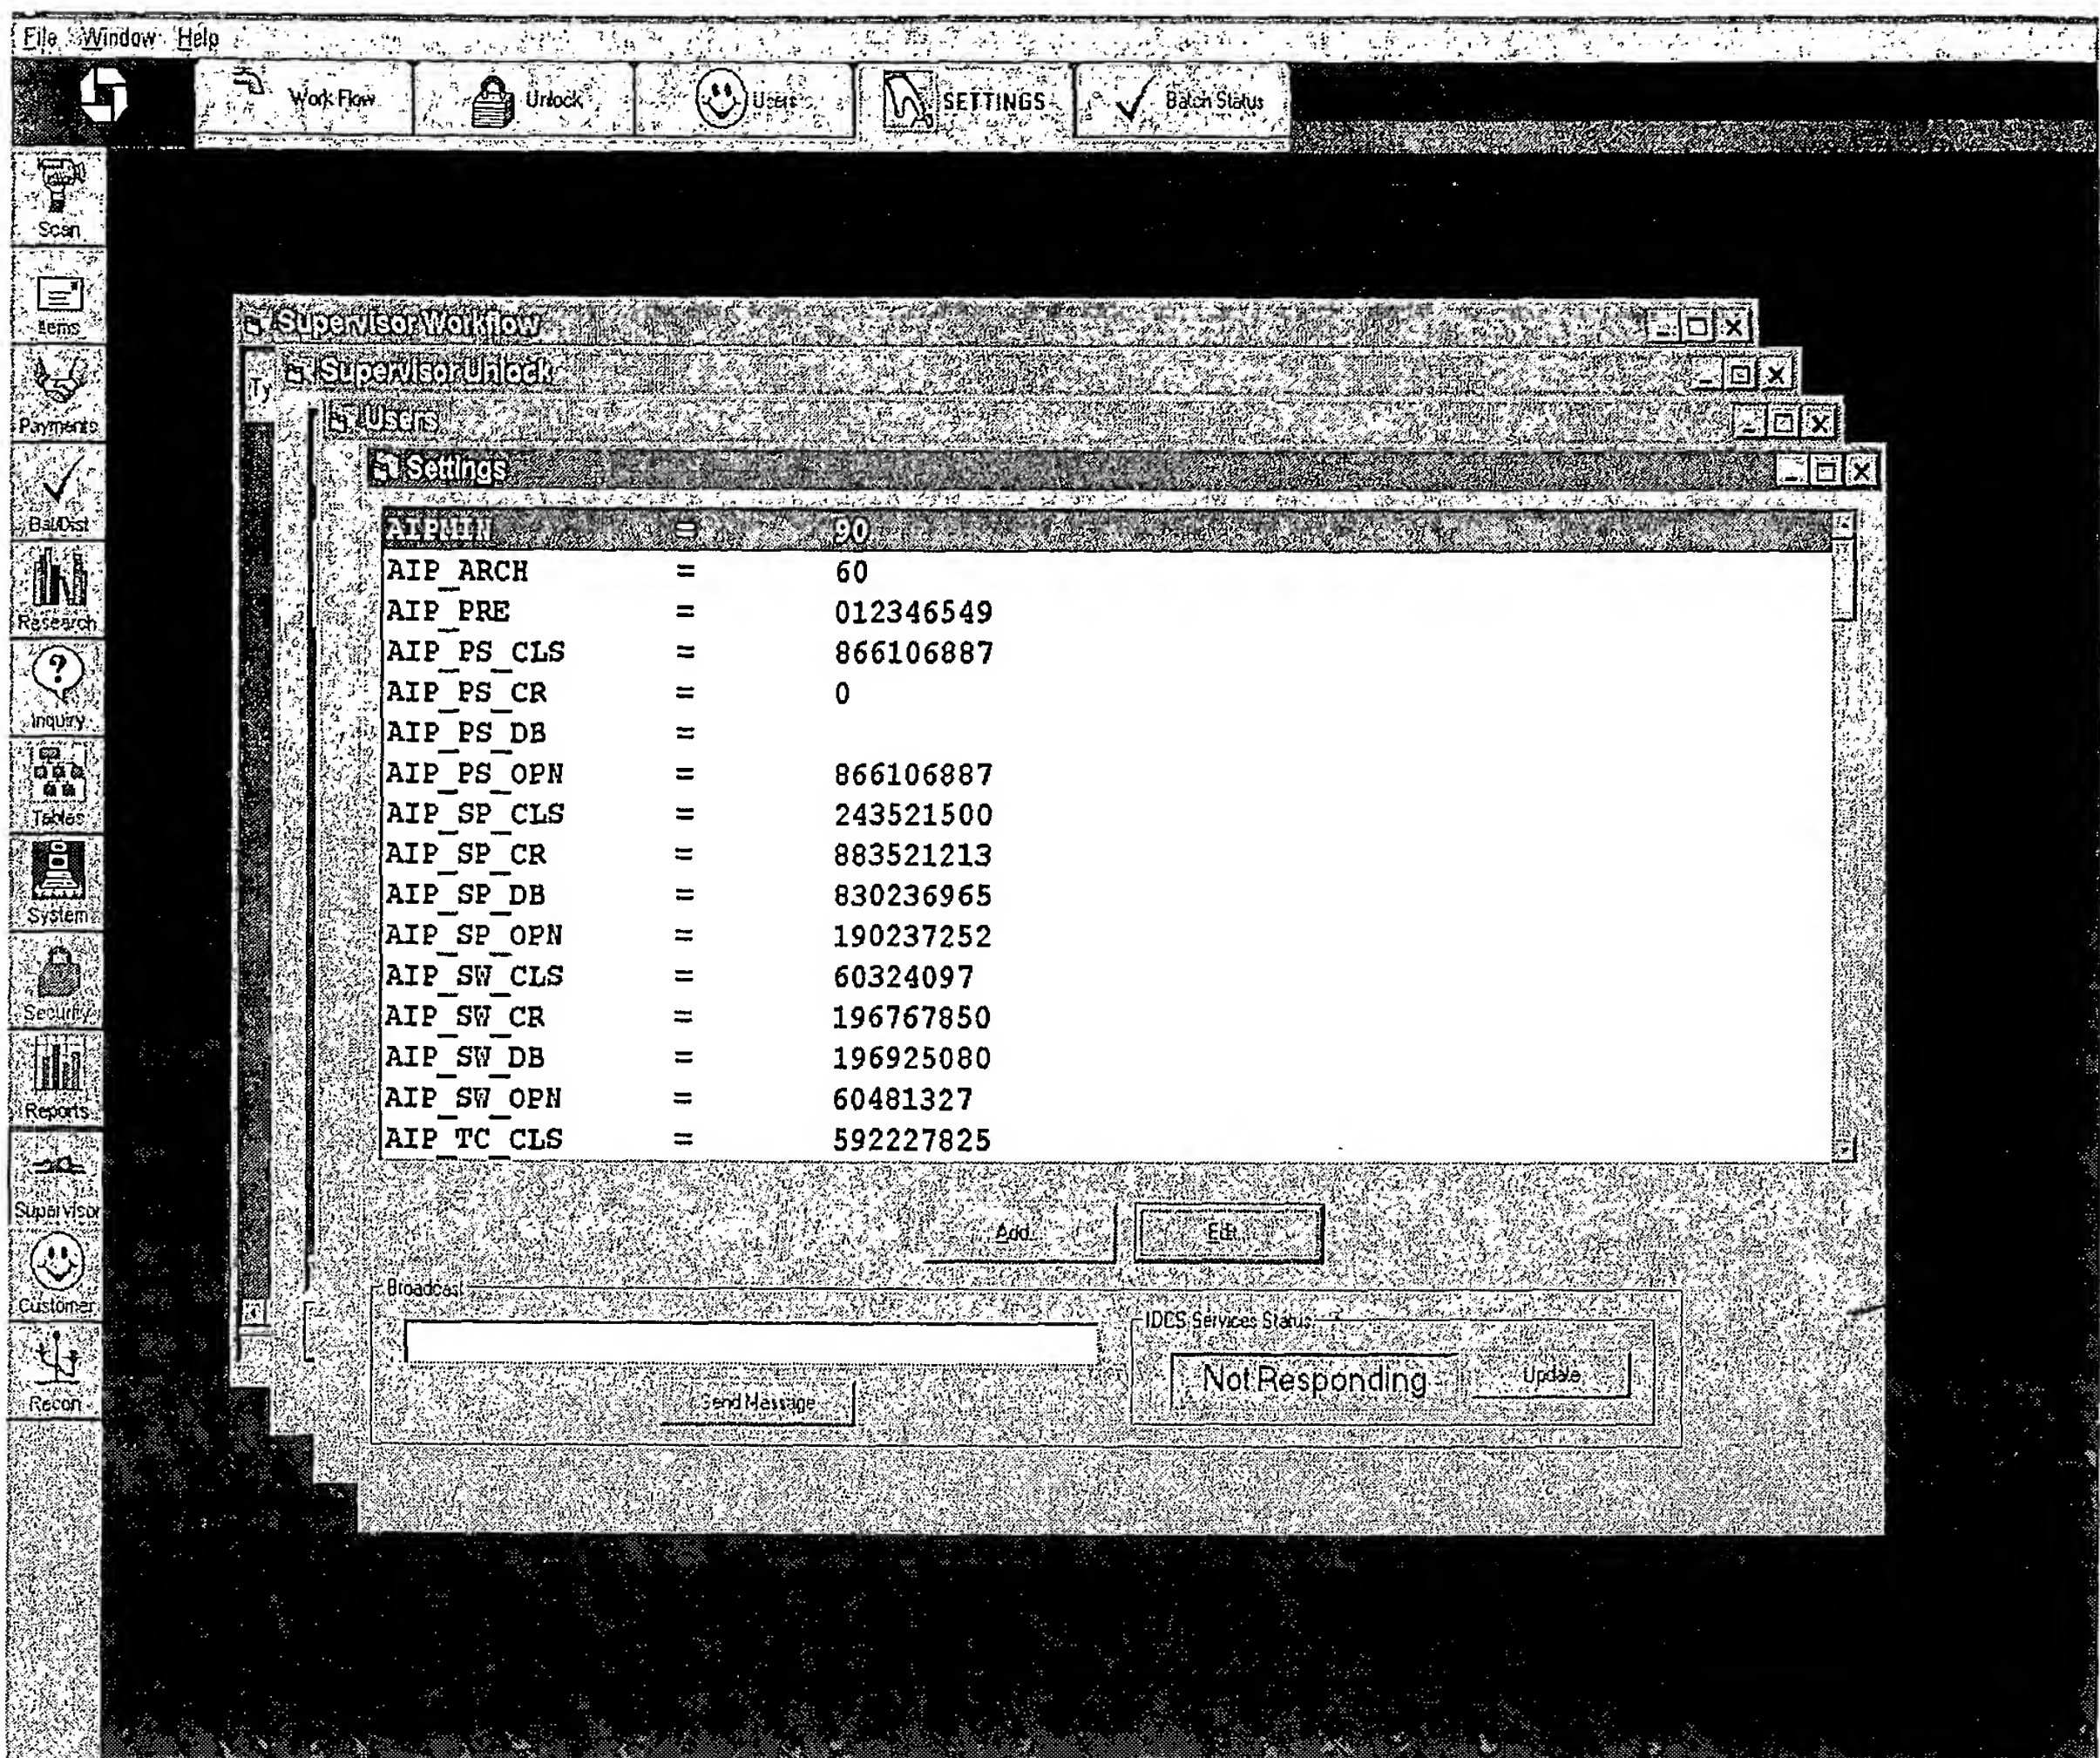 File Window Help
Work Flow Unlock Users SETTINGS Batch Status
Scan
Items
Payments
Bal/Dist
Research
Inquiry
Tables
System
Security
Reports
Supervisor
Customer
Recon
Supervisor Workflow
Supervisor Unlock
Ty
Users
Settings
AIPMIN = 90
AIP_ARCH = 60
AIP_PRE = 012346549
AIP_PS_CLS = 866106887
AIP_PS_CR = 0
AIP_PS_DB =
AIP_PS_OPN = 866106887
AIP_SP_CLS = 243521500
AIP_SP_CR = 883521213
AIP_SP_DB = 830236965
AIP_SP_OPN = 190237252
AIP_SW_CLS = 60324097
AIP_SW_CR = 196767850
AIP_SW_DB = 196925080
AIP_SW_OPN = 60481327
AIP_TC_CLS = 592227825
Add... Edit...
Broadcast
IDCS Services Status
Not Responding Update
Send Message